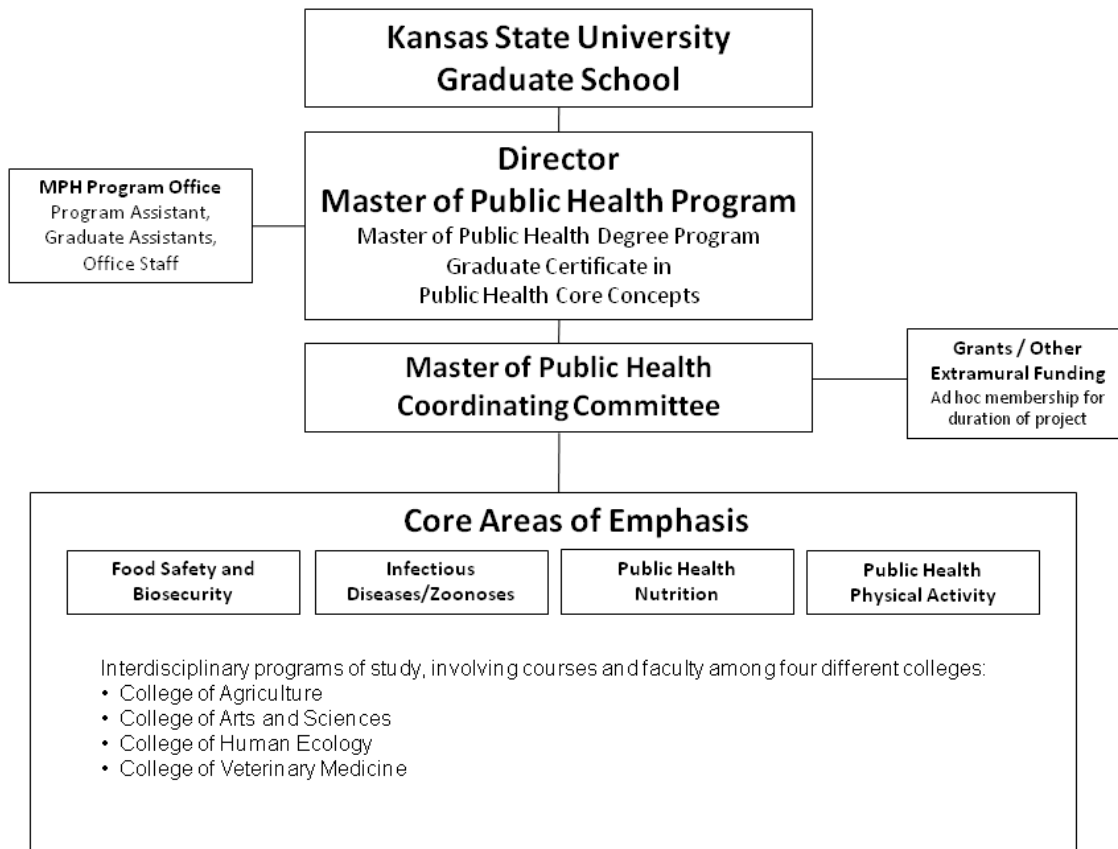 Kansas State University
Graduate School
Director
Master of Public Health Program
Master of Public Health Degree Program
Graduate Certificate in
Public Health Core Concepts
MPH Program Office
Program Assistant,
Graduate Assistants,
Office Staff
Master of Public Health
Coordinating Committee
Grants / Other
Extramural Funding
Ad hoc membership for
duration of project
Core Areas of Emphasis
Food Safety and
Biosecurity
Infectious
Diseases/Zoonoses
Public Health
Nutrition
Public Health
Physical Activity
Interdisciplinary programs of study, involving courses and faculty among four different colleges:
• College of Agriculture
• College of Arts and Sciences
• College of Human Ecology
• College of Veterinary Medicine